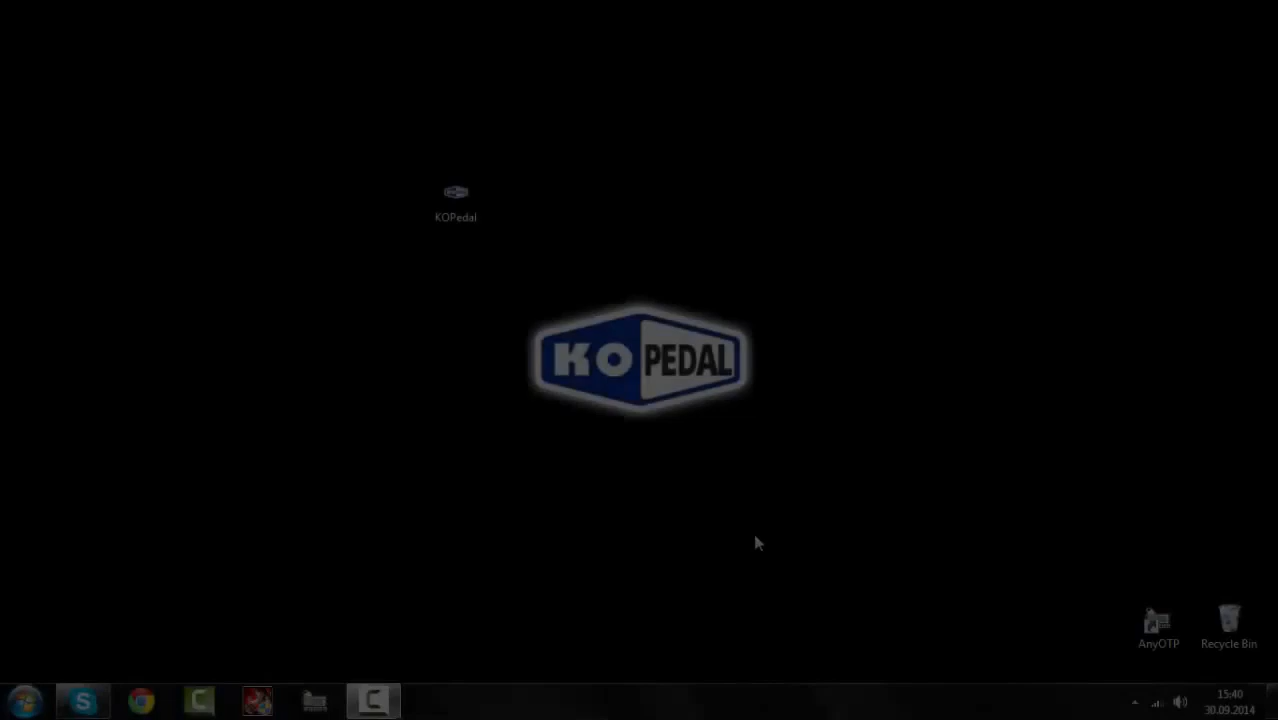 KOPedal
KO PEDAL
AnyOTP
Recycle Bin
15:40
30.09.2014